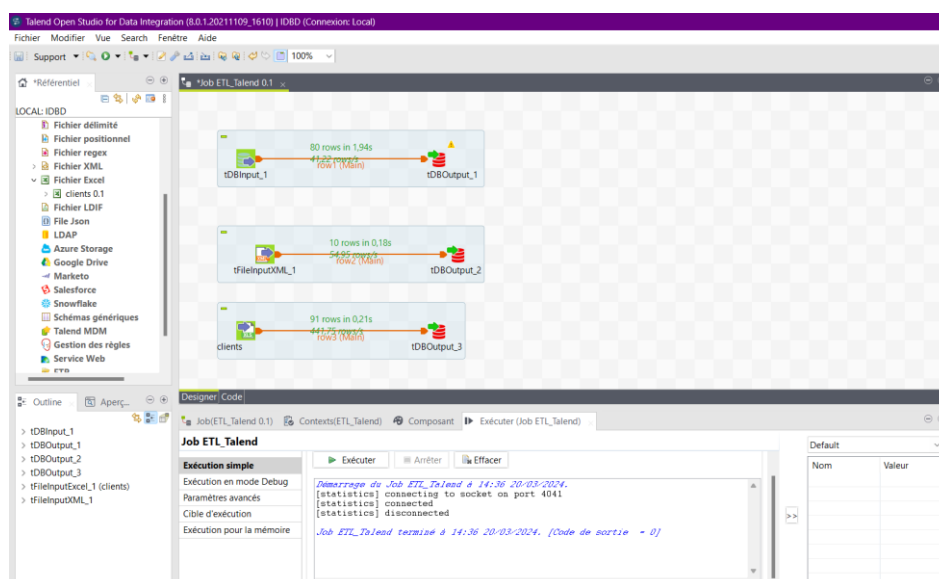 Talend Open Studio for Data Integration (8.0.1.20211109_1610) | IDBD (Connexion: Local)
Fichier Modifier Vue Search Fenêtre Aide
Support 100%
*Référentiel
LOCAL: IDBD
Fichier délimité
Fichier positionnel
Fichier regex
Fichier XML
Fichier Excel
clients 0.1
Fichier LDIF
File Json
LDAP
Azure Storage
Google Drive
Marketo
Salesforce
Snowflake
Schémas génériques
Talend MDM
Gestion des règles
Service Web
FTP
*Job ETL_Talend 0.1
80 rows in 1,94s
41,22 rows/s
row1 (Main)
tDBInput_1 tDBOutput_1
10 rows in 0,18s
54,95 rows/s
row2 (Main)
tFileInputXML_1 tDBOutput_2
91 rows in 0,21s
441,75 rows/s
row3 (Main)
clients tDBOutput_3
Designer Code
Outline Aperç...
tDBInput_1
tDBOutput_1
tDBOutput_2
tDBOutput_3
tFileInputExcel_1 (clients)
tFileInputXML_1
Job(ETL_Talend 0.1) Contexts(ETL_Talend) Composant Exécuter (Job ETL_Talend)
Job ETL_Talend
Exécution simple
Exécution en mode Debug
Paramètres avancés
Cible d'exécution
Exécution pour la mémoire
Exécuter Arrêter Effacer
Démarrage du Job ETL_Talend à 14:36 20/03/2024.
[statistics] connecting to socket on port 4041
[statistics] connected
[statistics] disconnected
Job ETL_Talend terminé à 14:36 20/03/2024. [Code de sortie = 0]
>>
Default
Nom Valeur